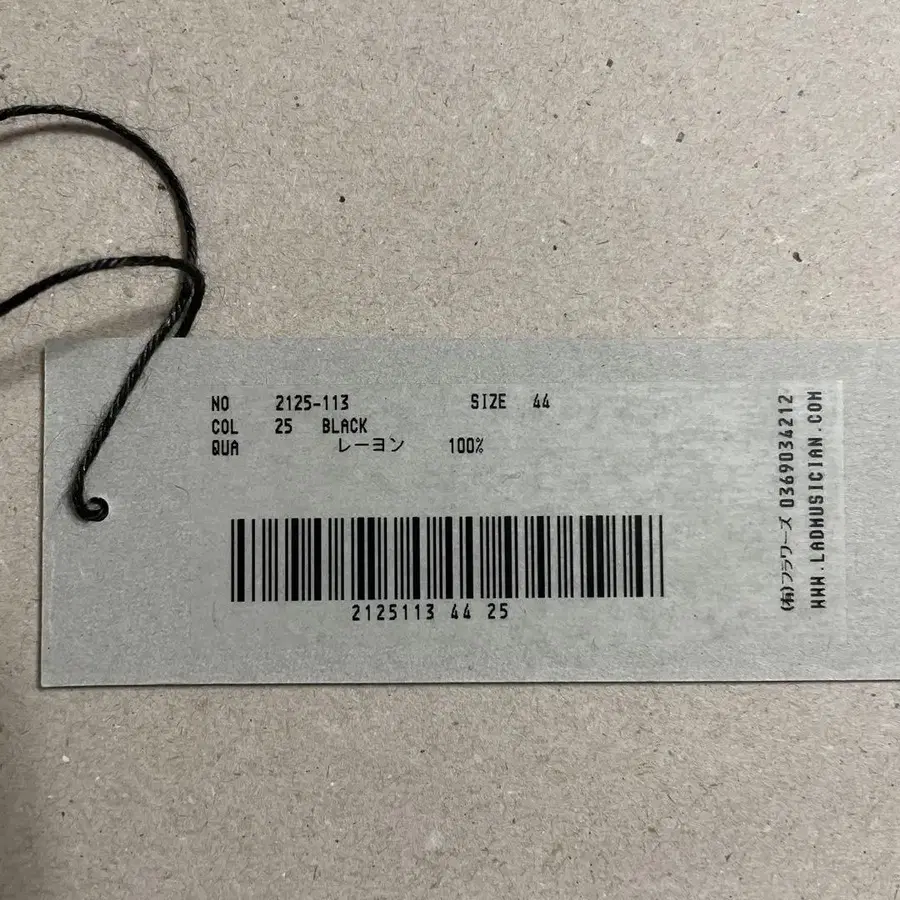 NO 2125-113 SIZE 44
COL 25 BLACK
QUA レーヨン 100%
2125113 44 25
(有)フラワーズ 0369034212
WWW.LADMUSICIAN.COM